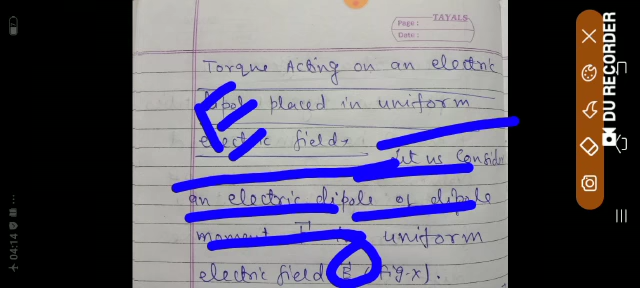 TAYALS
Page:
Date:
Torque Acting on an electric
dipole placed in uniform
electric field
Let us Consider
an electric dipole of dipole
moment uniform
electric field E (fig-x).
DU RECORDER
04:14